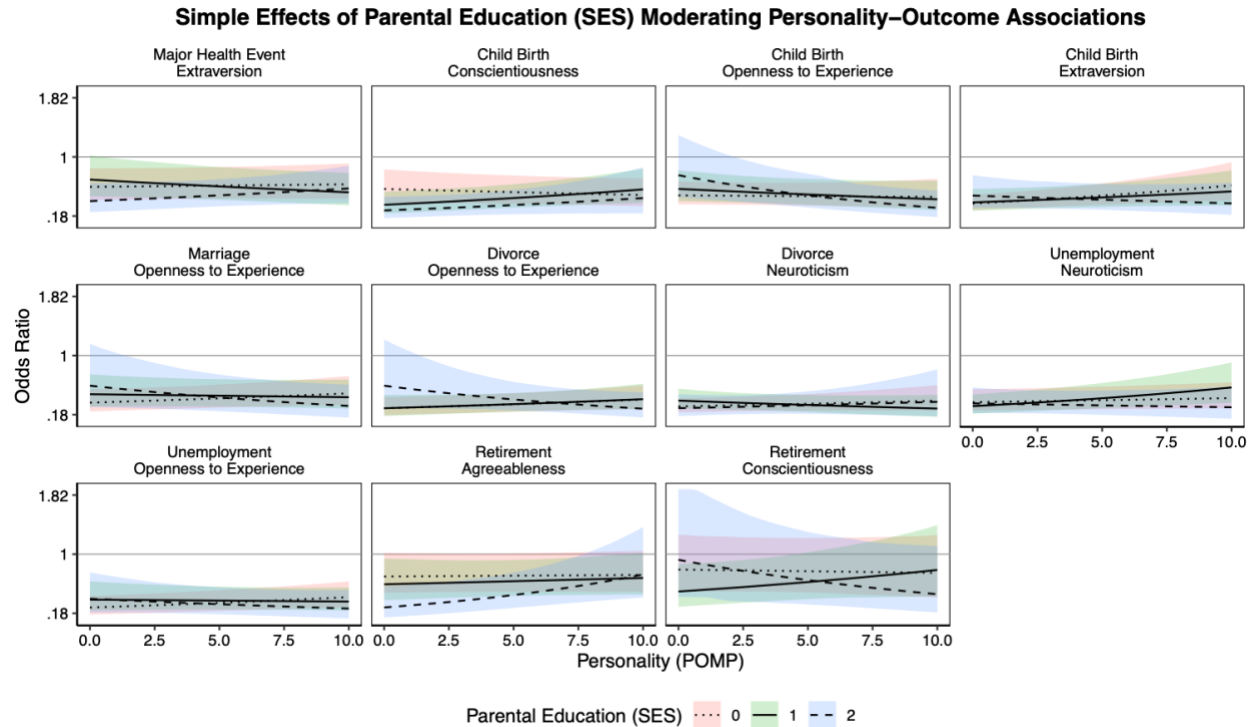 Simple Effects of Parental Education (SES) Moderating Personality–Outcome Associations
Major Health Event
Extraversion
Child Birth
Conscientiousness
Child Birth
Openness to Experience
Child Birth
Extraversion
1.82
1
.18
Marriage
Openness to Experience
Divorce
Openness to Experience
Divorce
Neuroticism
Unemployment
Neuroticism
1.82
1
.18
0.0 2.5 5.0 7.5 10.0
Odds Ratio
Unemployment
Openness to Experience
Retirement
Agreeableness
Retirement
Conscientiousness
1.82
1
.18
0.0 2.5 5.0 7.5 10.0
0.0 2.5 5.0 7.5 10.0
0.0 2.5 5.0 7.5 10.0
Personality (POMP)
Parental Education (SES) 0 1 2